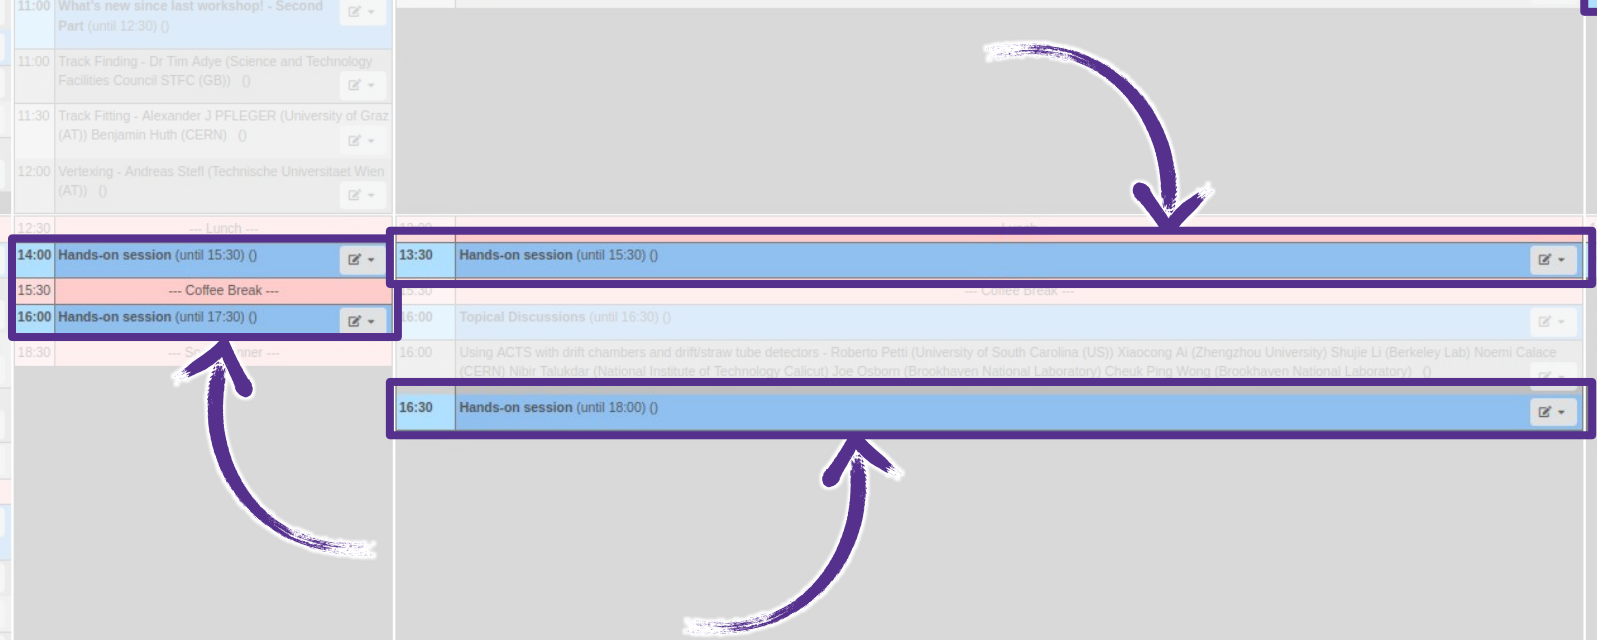 11:00 What's new since last workshop! - Second
Part (until 12:30) ()
11:00 Track Finding - Dr Tim Adye (Science and Technology
Facilities Council STFC (GB)) ()
11:30 Track Fitting - Alexander J PFLEGER (University of Graz
(AT)) Benjamin Huth (CERN) ()
12:00 Vertexing - Andreas Stefl (Technische Universitaet Wien
(AT)) ()
12:30 --- Lunch ---
14:00 Hands-on session (until 15:30) ()
15:30 --- Coffee Break ---
16:00 Hands-on session (until 17:30) ()
18:30
13:30 Hands-on session (until 15:30) ()
15:30 --- Coffee Break ---
16:00 Topical Discussions (until 16:30) ()
16:00 Using ACTS with drift chambers and drift/straw tube detectors - Roberto Petti (University of South Carolina (US)) Xiaocong Ai (Zhengzhou University) Shujie Li (Berkeley Lab) Noemi Calace
(CERN) Nibir Talukdar (National Institute of Technology Calicut) Joe Osborn (Brookhaven National Laboratory) Cheuk Ping Wong (Brookhaven National Laboratory) ()
16:30 Hands-on session (until 18:00) ()